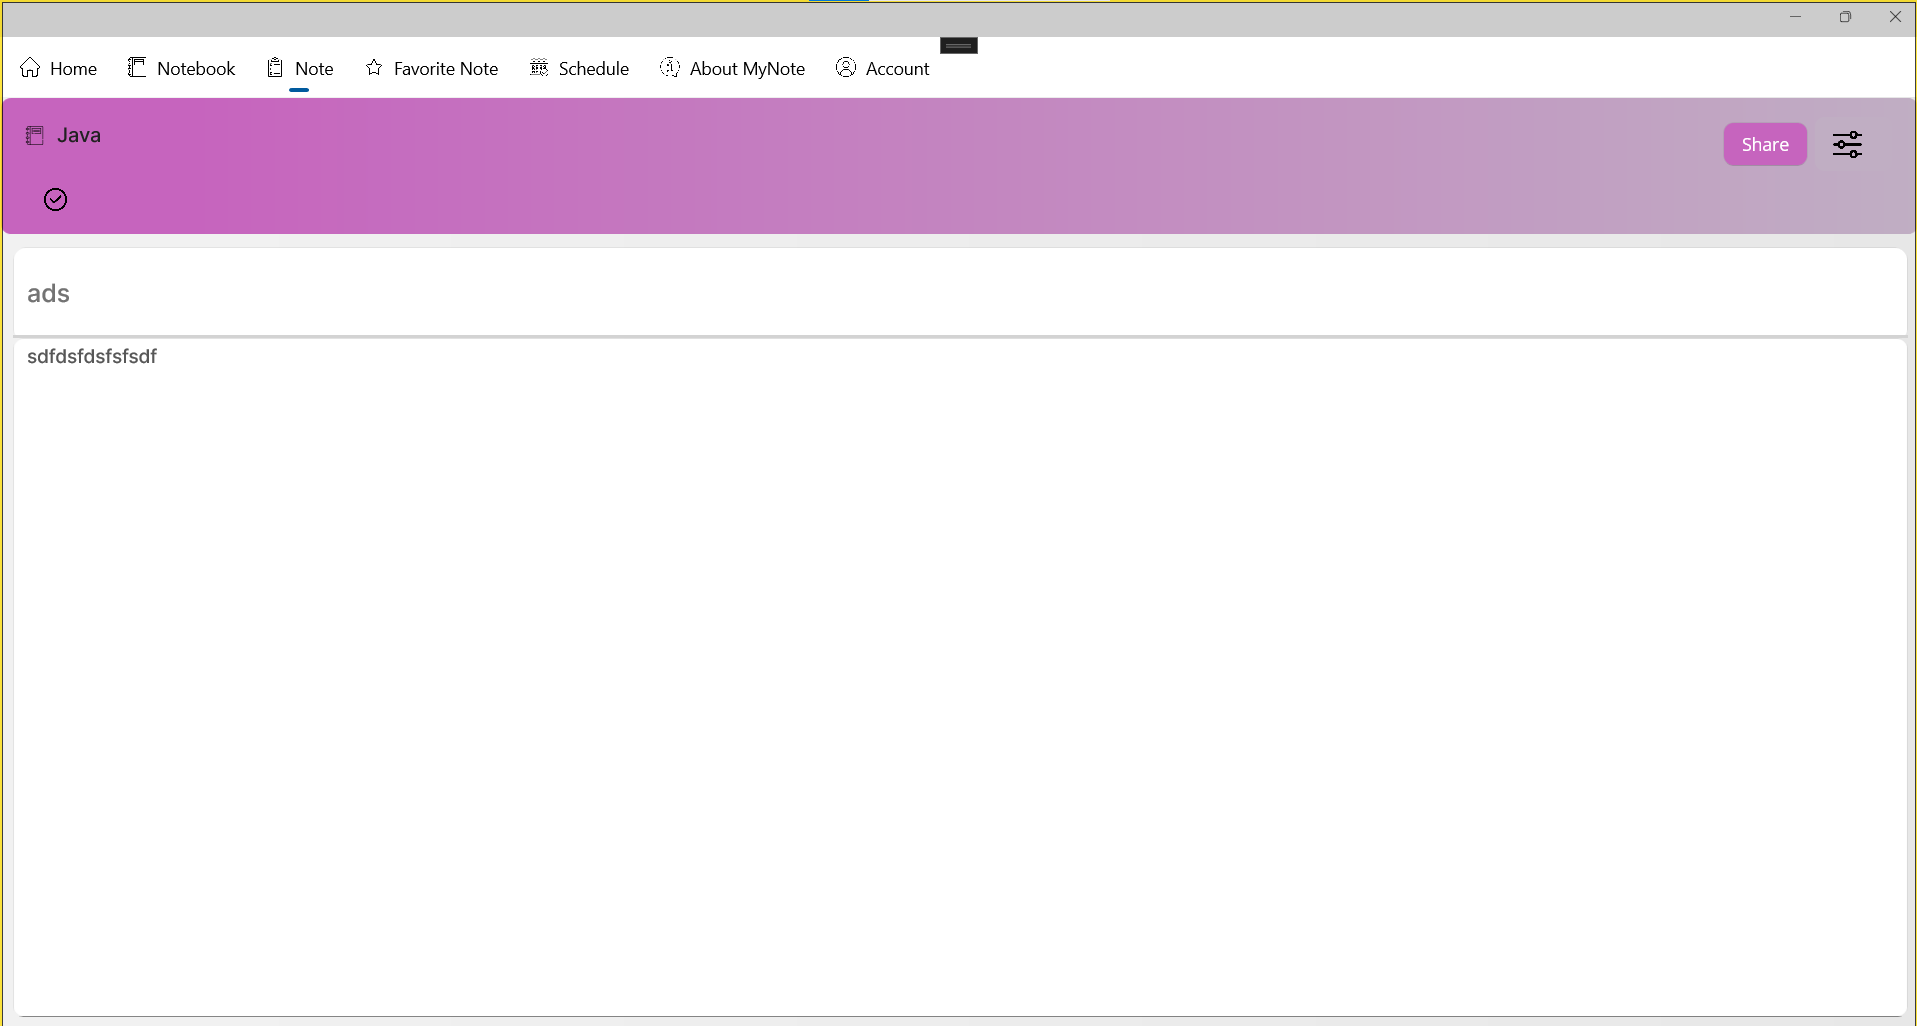 Home Notebook Note Favorite Note Schedule About MyNote Account
Java
Share
ads
sdfdsfdsfsfsdf